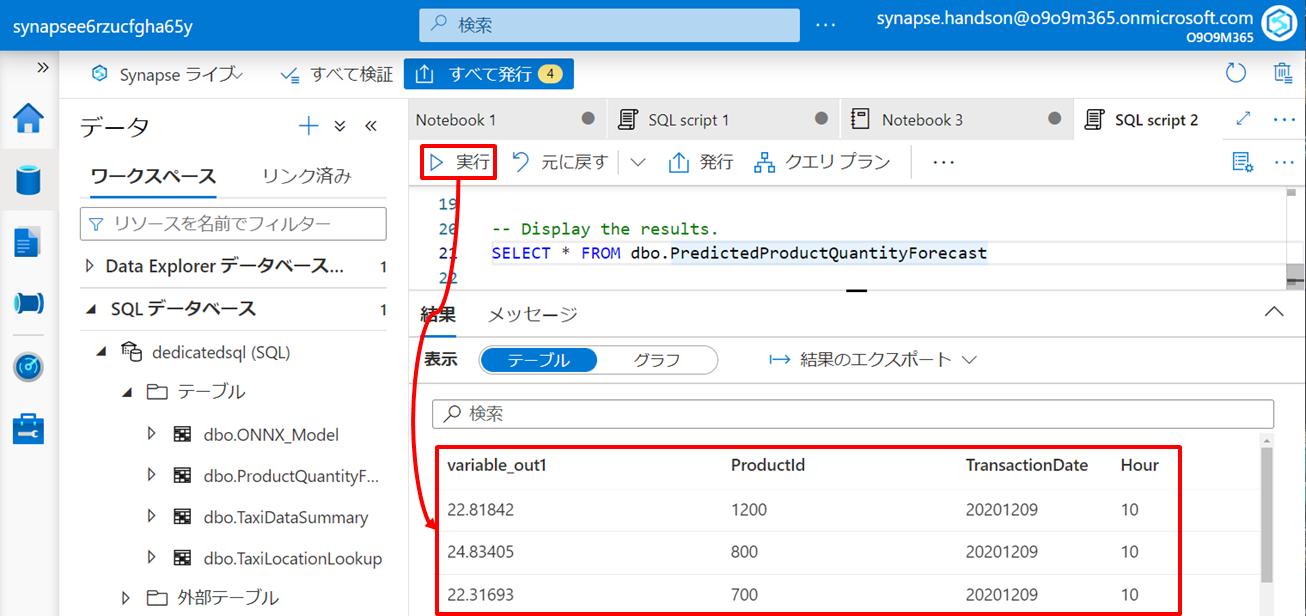 synapsee6rzucfgha65y
検索
...
synapse.handson@o9o9m365.onmicrosoft.com
O9O9M365
Synapse ライブ
すべて検証
すべて発行
4
データ
ワークスペース
リンク済み
リソースを名前でフィルター
Data Explorer データベース...
1
SQL データベース
1
dedicatedsql (SQL)
テーブル
dbo.ONNX_Model
dbo.ProductQuantityF...
dbo.TaxiDataSummary
dbo.TaxiLocationLookup
外部テーブル
Notebook 1
SQL script 1
Notebook 3
SQL script 2
...
実行
元に戻す
発行
クエリ プラン
...
...
19
20 -- Display the results.
21 SELECT * FROM dbo.PredictedProductQuantityForecast
22
結果
メッセージ
表示
テーブル
グラフ
結果のエクスポート
検索
variable_out1 ProductId TransactionDate Hour
22.81842 1200 20201209 10
24.83405 800 20201209 10
22.31693 700 20201209 10